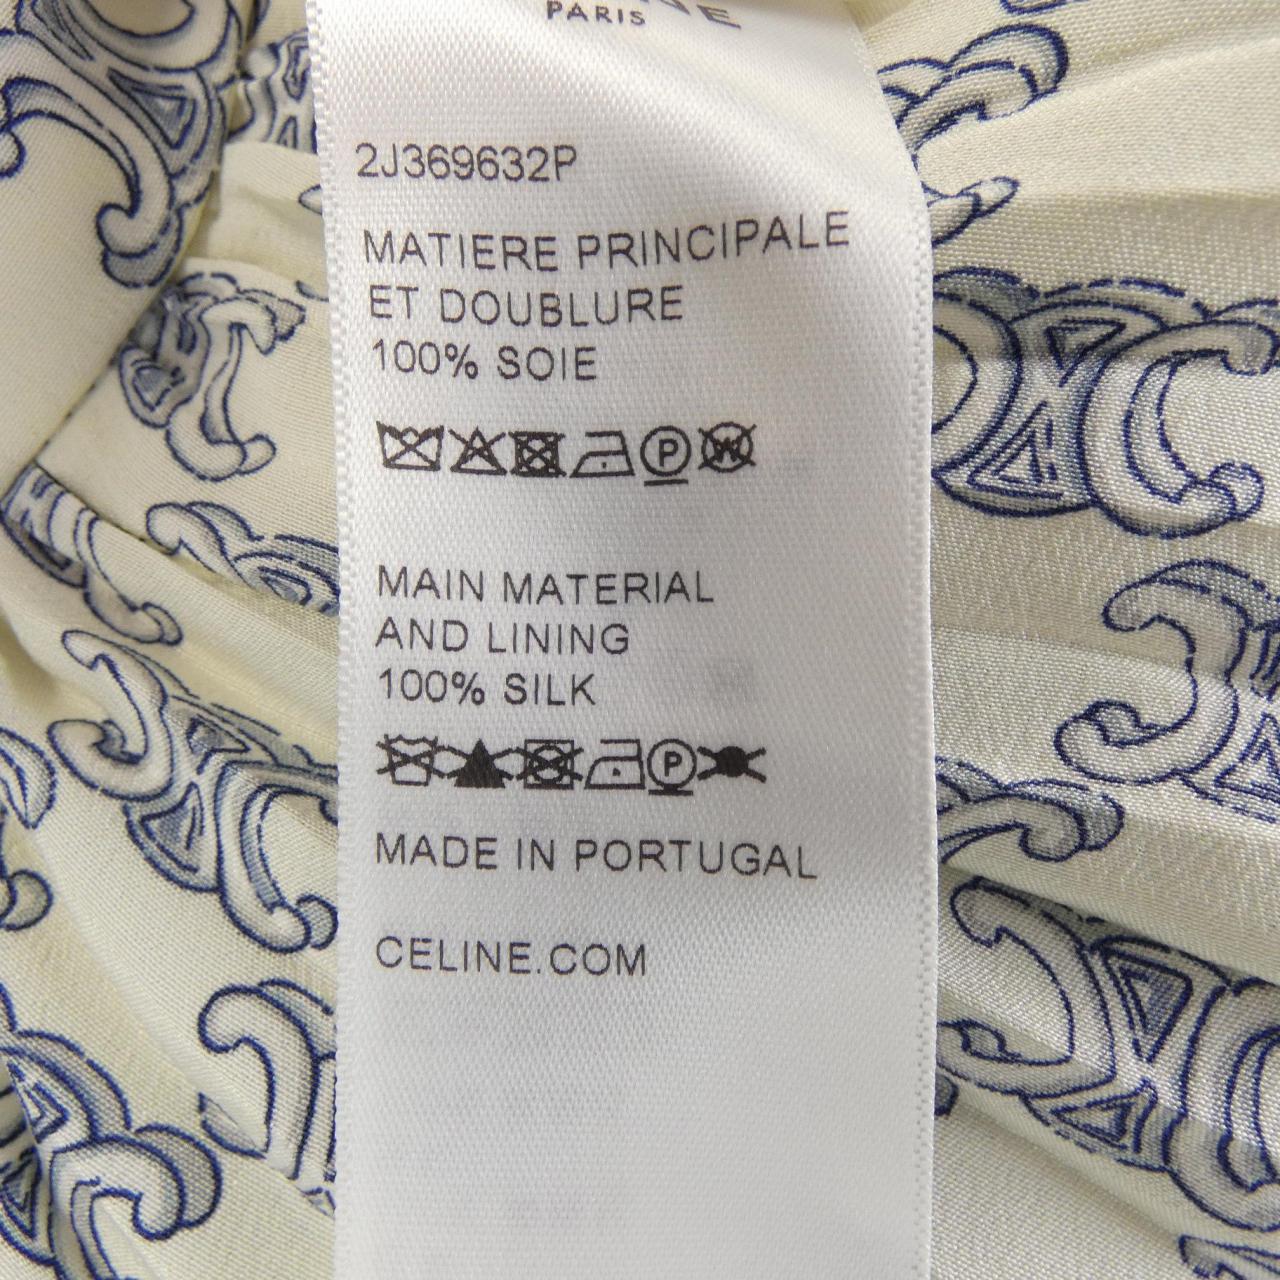 PARIS
2J369632P
MATIERE PRINCIPALE
ET DOUBLURE
100% SOIE
P W
MAIN MATERIAL
AND LINING
100% SILK
P
MADE IN PORTUGAL
CELINE.COM